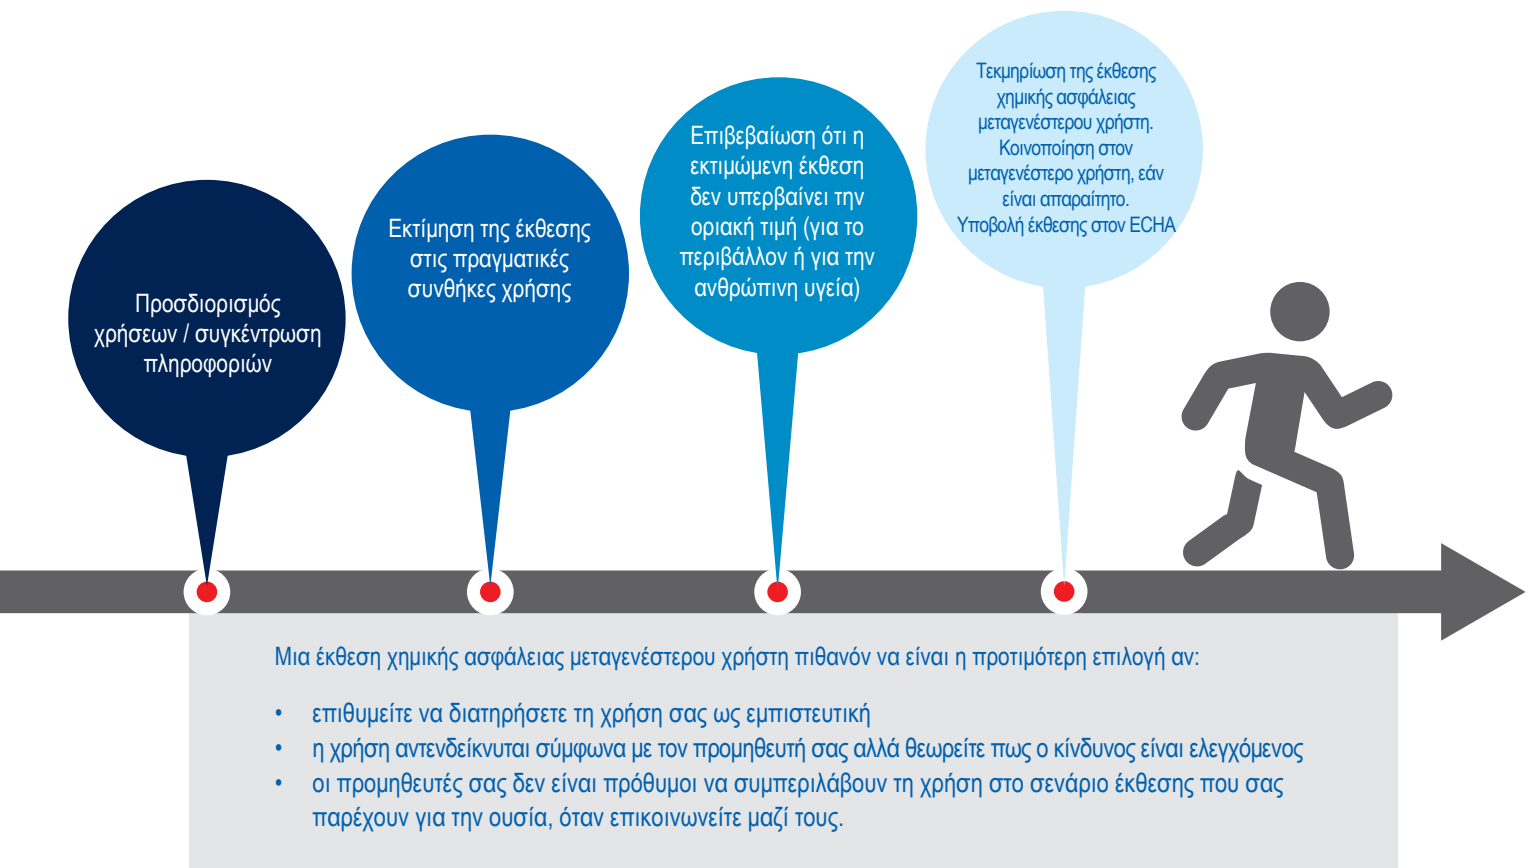 Προσδιορισμός
χρήσεων / συγκέντρωση
πληροφοριών
Εκτίμηση της έκθεσης
στις πραγματικές
συνθήκες χρήσης
Επιβεβαίωση ότι η
εκτιμώμενη έκθεση
δεν υπερβαίνει την
οριακή τιμή (για το
περιβάλλον ή για την
ανθρώπινη υγεία)
Τεκμηρίωση της έκθεσης
χημικής ασφάλειας
μεταγενέστερου χρήστη.
Κοινοποίηση στον
μεταγενέστερο χρήστη, εάν
είναι απαραίτητο.
Υποβολή έκθεσης στον ECHA
Μια έκθεση χημικής ασφάλειας μεταγενέστερου χρήστη πιθανόν να είναι η προτιμότερη επιλογή αν:
• επιθυμείτε να διατηρήσετε τη χρήση σας ως εμπιστευτική
• η χρήση αντενδείκνυται σύμφωνα με τον προμηθευτή σας αλλά θεωρείτε πως ο κίνδυνος είναι ελεγχόμενος
• οι προμηθευτές σας δεν είναι πρόθυμοι να συμπεριλάβουν τη χρήση στο σενάριο έκθεσης που σας
παρέχουν για την ουσία, όταν επικοινωνείτε μαζί τους.